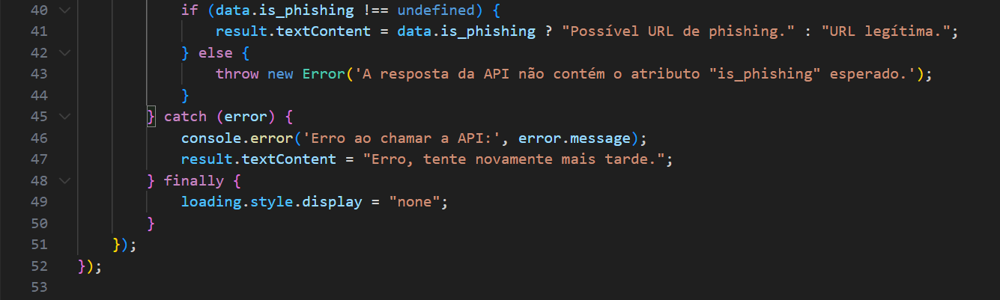 40 if (data.is_phishing !== undefined) {
41 result.textContent = data.is_phishing ? "Possível URL de phishing." : "URL legítima.";
42 } else {
43 throw new Error('A resposta da API não contém o atributo "is_phishing" esperado.');
44 }
45 } catch (error) {
46 console.error('Erro ao chamar a API:', error.message);
47 result.textContent = "Erro, tente novamente mais tarde.";
48 } finally {
49 loading.style.display = "none";
50 }
51 });
52 });
53